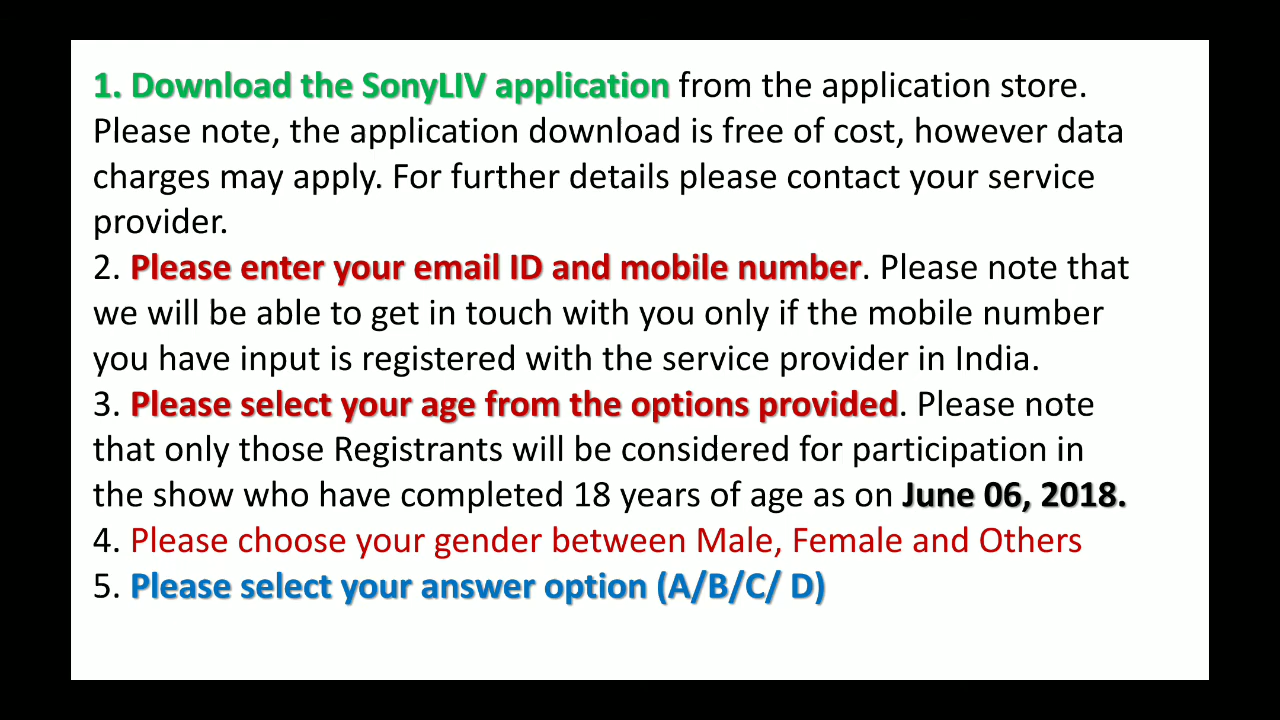 1. Download the SonyLIV application from the application store.
Please note, the application download is free of cost, however data
charges may apply. For further details please contact your service
provider.
2. Please enter your email ID and mobile number. Please note that
we will be able to get in touch with you only if the mobile number
you have input is registered with the service provider in India.
3. Please select your age from the options provided. Please note
that only those Registrants will be considered for participation in
the show who have completed 18 years of age as on June 06, 2018.
4. Please choose your gender between Male, Female and Others
5. Please select your answer option (A/B/C/ D)